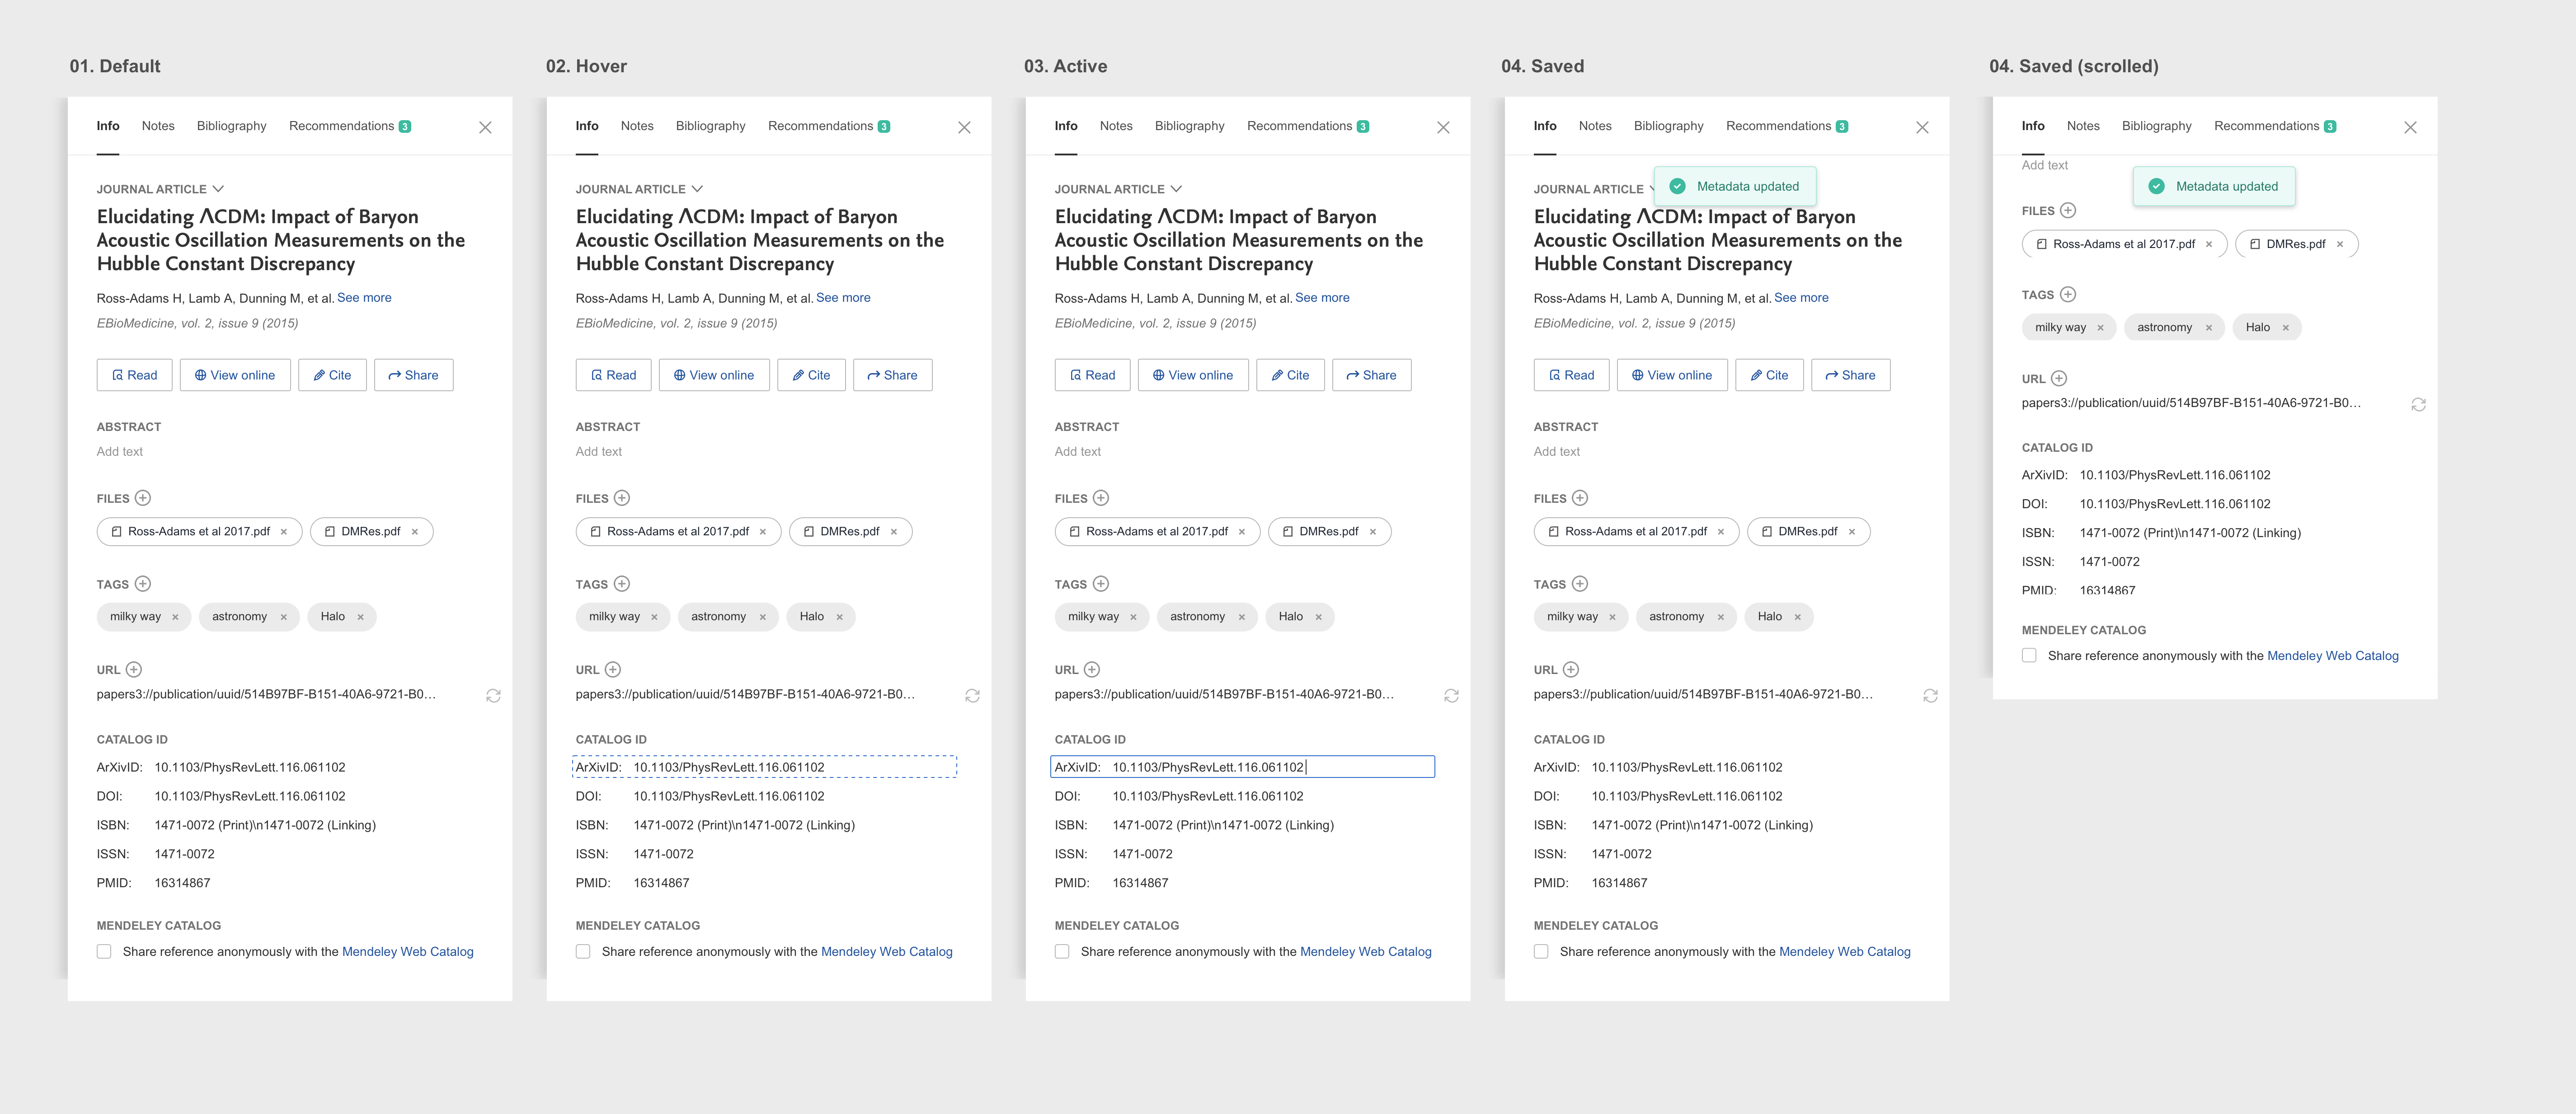 01. Default
Info Notes Bibliography Recommendations 3
JOURNAL ARTICLE
Elucidating ΛCDM: Impact of Baryon
Acoustic Oscillation Measurements on the
Hubble Constant Discrepancy
Ross-Adams H, Lamb A, Dunning M, et al. See more
EBioMedicine, vol. 2, issue 9 (2015)
Read View online Cite Share
ABSTRACT
Add text
FILES
Ross-Adams et al 2017.pdf × DMRes.pdf ×
TAGS
milky way × astronomy × Halo ×
URL
papers3://publication/uuid/514B97BF-B151-40A6-9721-B0…
CATALOG ID
ArXivID: 10.1103/PhysRevLett.116.061102
DOI: 10.1103/PhysRevLett.116.061102
ISBN: 1471-0072 (Print)\n1471-0072 (Linking)
ISSN: 1471-0072
PMID: 16314867
MENDELEY CATALOG
Share reference anonymously with the Mendeley Web Catalog
02. Hover
Info Notes Bibliography Recommendations 3
JOURNAL ARTICLE
Elucidating ΛCDM: Impact of Baryon
Acoustic Oscillation Measurements on the
Hubble Constant Discrepancy
Ross-Adams H, Lamb A, Dunning M, et al. See more
EBioMedicine, vol. 2, issue 9 (2015)
Read View online Cite Share
ABSTRACT
Add text
FILES
Ross-Adams et al 2017.pdf × DMRes.pdf ×
TAGS
milky way × astronomy × Halo ×
URL
papers3://publication/uuid/514B97BF-B151-40A6-9721-B0…
CATALOG ID
ArXivID: 10.1103/PhysRevLett.116.061102
DOI: 10.1103/PhysRevLett.116.061102
ISBN: 1471-0072 (Print)\n1471-0072 (Linking)
ISSN: 1471-0072
PMID: 16314867
MENDELEY CATALOG
Share reference anonymously with the Mendeley Web Catalog
03. Active
Info Notes Bibliography Recommendations 3
JOURNAL ARTICLE
Elucidating ΛCDM: Impact of Baryon
Acoustic Oscillation Measurements on the
Hubble Constant Discrepancy
Ross-Adams H, Lamb A, Dunning M, et al. See more
EBioMedicine, vol. 2, issue 9 (2015)
Read View online Cite Share
ABSTRACT
Add text
FILES
Ross-Adams et al 2017.pdf × DMRes.pdf ×
TAGS
milky way × astronomy × Halo ×
URL
papers3://publication/uuid/514B97BF-B151-40A6-9721-B0…
CATALOG ID
ArXivID: 10.1103/PhysRevLett.116.061102
DOI: 10.1103/PhysRevLett.116.061102
ISBN: 1471-0072 (Print)\n1471-0072 (Linking)
ISSN: 1471-0072
PMID: 16314867
MENDELEY CATALOG
Share reference anonymously with the Mendeley Web Catalog
04. Saved
Info Notes Bibliography Recommendations 3
Metadata updated
JOURNAL ARTICLE
Elucidating ΛCDM: Impact of Baryon
Acoustic Oscillation Measurements on the
Hubble Constant Discrepancy
Ross-Adams H, Lamb A, Dunning M, et al. See more
EBioMedicine, vol. 2, issue 9 (2015)
Read View online Cite Share
ABSTRACT
Add text
FILES
Ross-Adams et al 2017.pdf × DMRes.pdf ×
TAGS
milky way × astronomy × Halo ×
URL
papers3://publication/uuid/514B97BF-B151-40A6-9721-B0…
CATALOG ID
ArXivID: 10.1103/PhysRevLett.116.061102
DOI: 10.1103/PhysRevLett.116.061102
ISBN: 1471-0072 (Print)\n1471-0072 (Linking)
ISSN: 1471-0072
PMID: 16314867
MENDELEY CATALOG
Share reference anonymously with the Mendeley Web Catalog
04. Saved (scrolled)
Info Notes Bibliography Recommendations 3
Add text
Metadata updated
FILES
Ross-Adams et al 2017.pdf × DMRes.pdf ×
TAGS
milky way × astronomy × Halo ×
URL
papers3://publication/uuid/514B97BF-B151-40A6-9721-B0…
CATALOG ID
ArXivID: 10.1103/PhysRevLett.116.061102
DOI: 10.1103/PhysRevLett.116.061102
ISBN: 1471-0072 (Print)\n1471-0072 (Linking)
ISSN: 1471-0072
PMID: 16314867
MENDELEY CATALOG
Share reference anonymously with the Mendeley Web Catalog